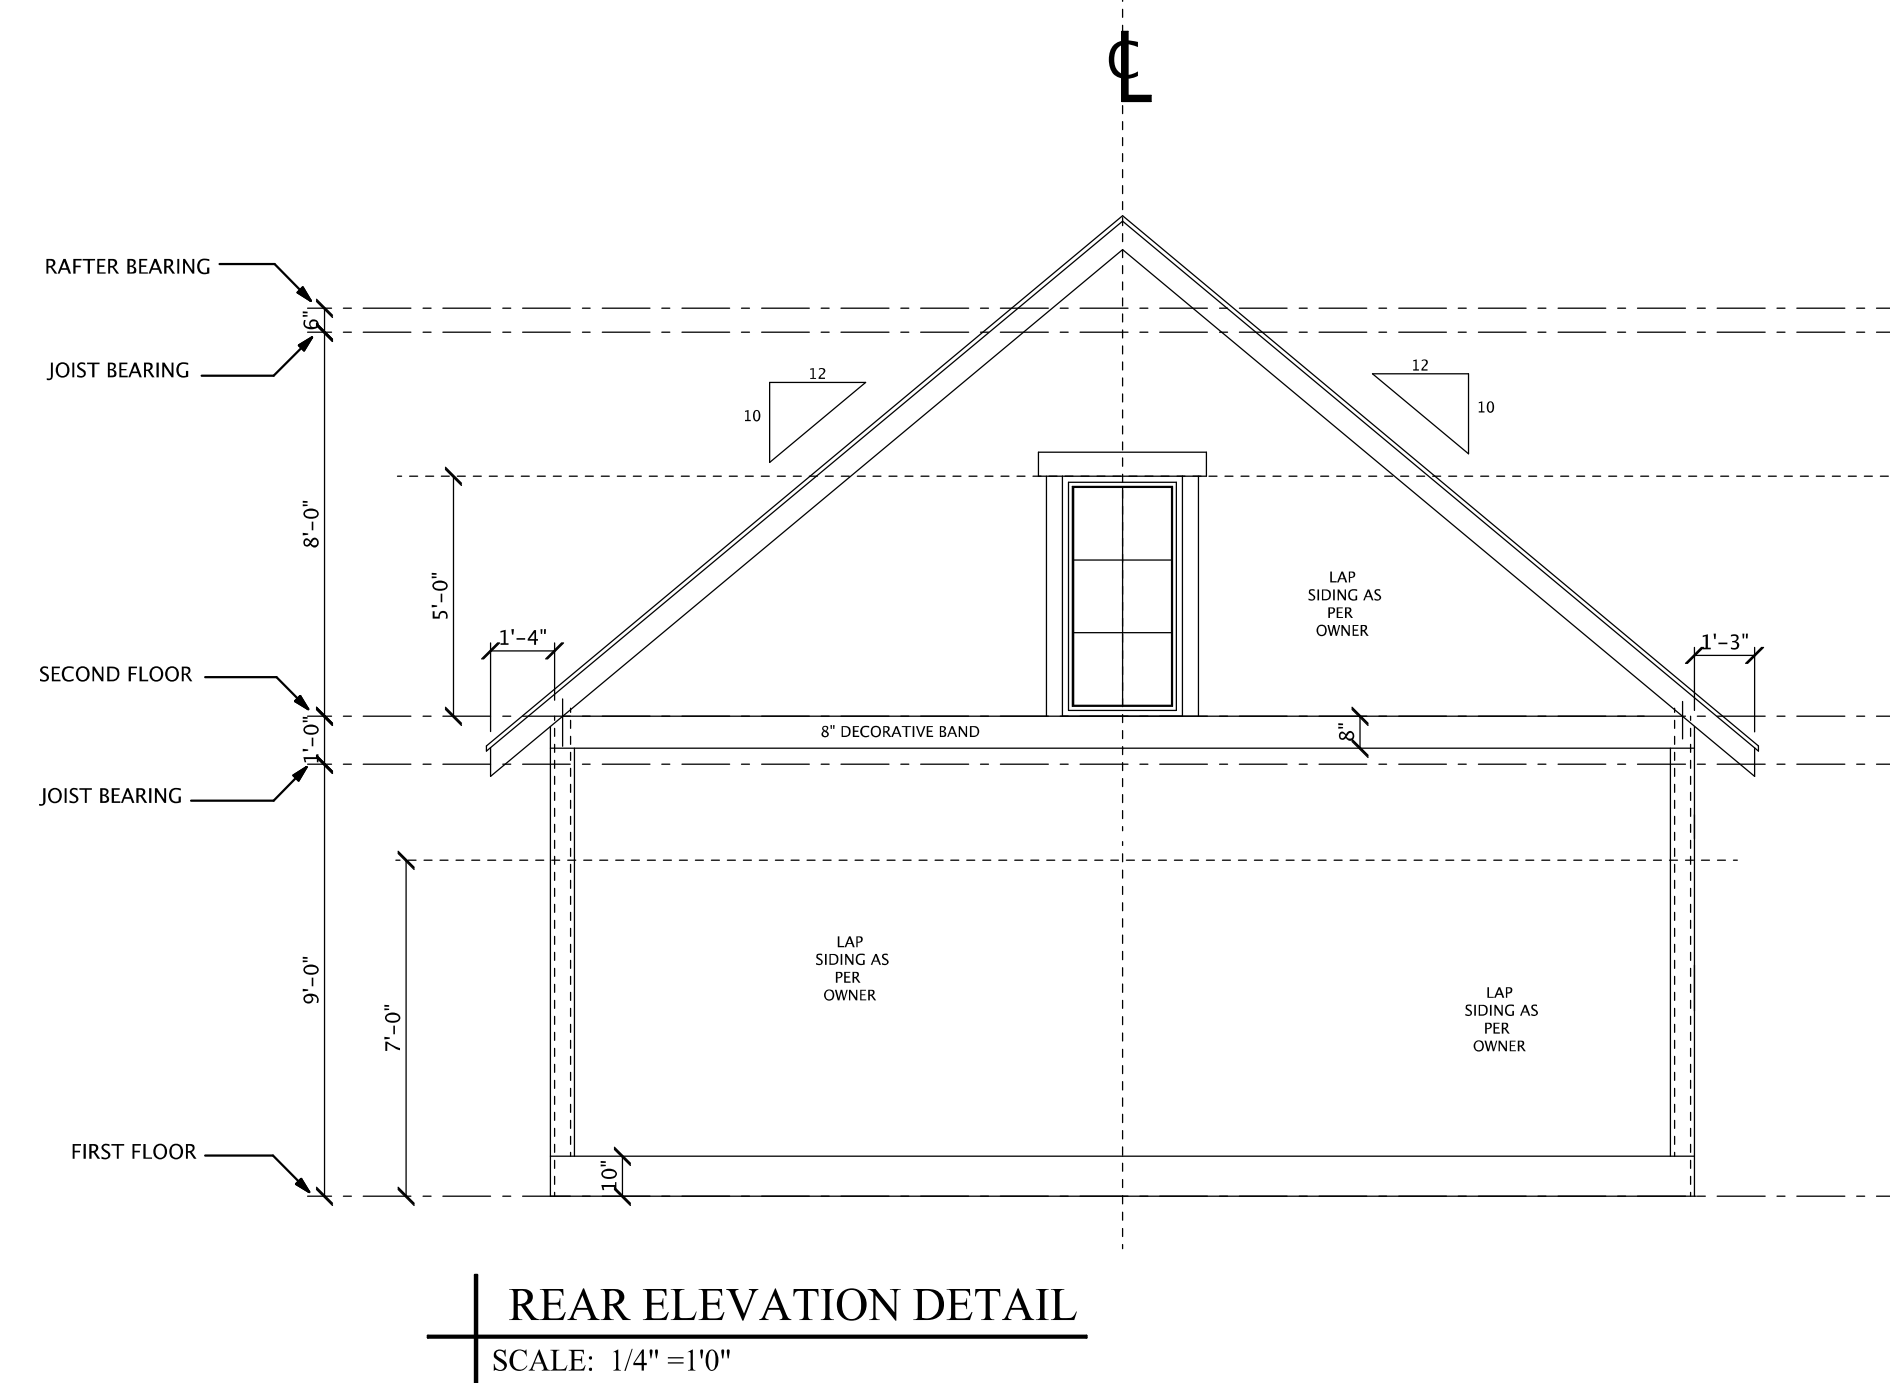 ℄
RAFTER BEARING
6"
JOIST BEARING
12
10
12
10
8'-0"
5'-0"
LAP
SIDING AS
PER
OWNER
1'-4"
1'-3"
SECOND FLOOR
1'-0"
8" DECORATIVE BAND
8"
JOIST BEARING
9'-0"
7'-0"
LAP
SIDING AS
PER
OWNER
LAP
SIDING AS
PER
OWNER
FIRST FLOOR
10"
REAR ELEVATION DETAIL
SCALE: 1/4" =1'0"